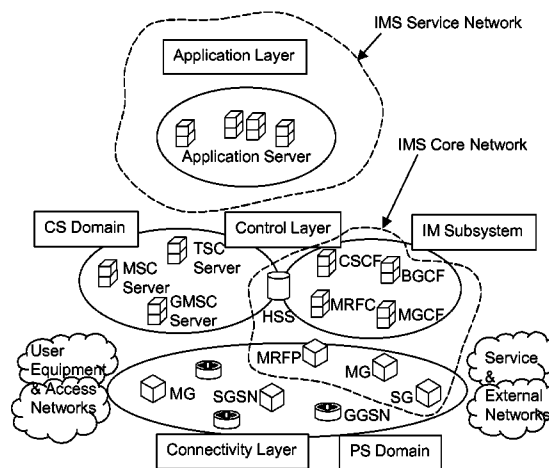 IMS Service Network
Application Layer
Application Server
IMS Core Network
CS Domain
Control Layer
IM Subsystem
TSC
Server
MSC
Server
GMSC
Server
HSS
CSCF
BGCF
MRFC
MGCF
User
Equipment
& Access
Networks
MRFP
MG
MG
SGSN
SG
GGSN
Service
&
External
Networks
Connectivity Layer
PS Domain